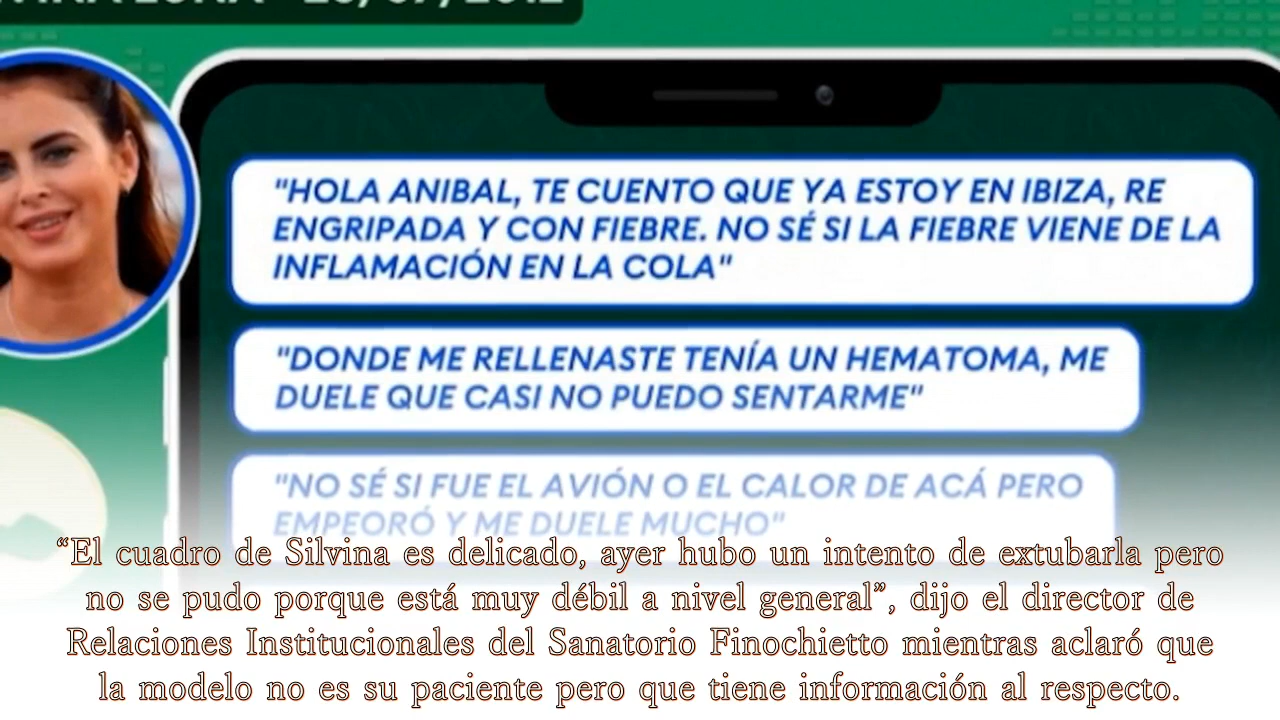 "HOLA ANIBAL, TE CUENTO QUE YA ESTOY EN IBIZA, RE
ENGRIPADA Y CON FIEBRE. NO SÉ SI LA FIEBRE VIENE DE LA
INFLAMACIÓN EN LA COLA"
"DONDE ME RELLENASTE TENÍA UN HEMATOMA, ME
DUELE QUE CASI NO PUEDO SENTARME"
"NO SÉ SI FUE EL AVIÓN O EL CALOR DE ACÁ PERO
EMPEORÓ Y ME DUELE MUCHO"
“El cuadro de Silvina es delicado, ayer hubo un intento de extubarla pero
no se pudo porque está muy débil a nivel general”, dijo el director de
Relaciones Institucionales del Sanatorio Finochietto mientras aclaró que
la modelo no es su paciente pero que tiene información al respecto.